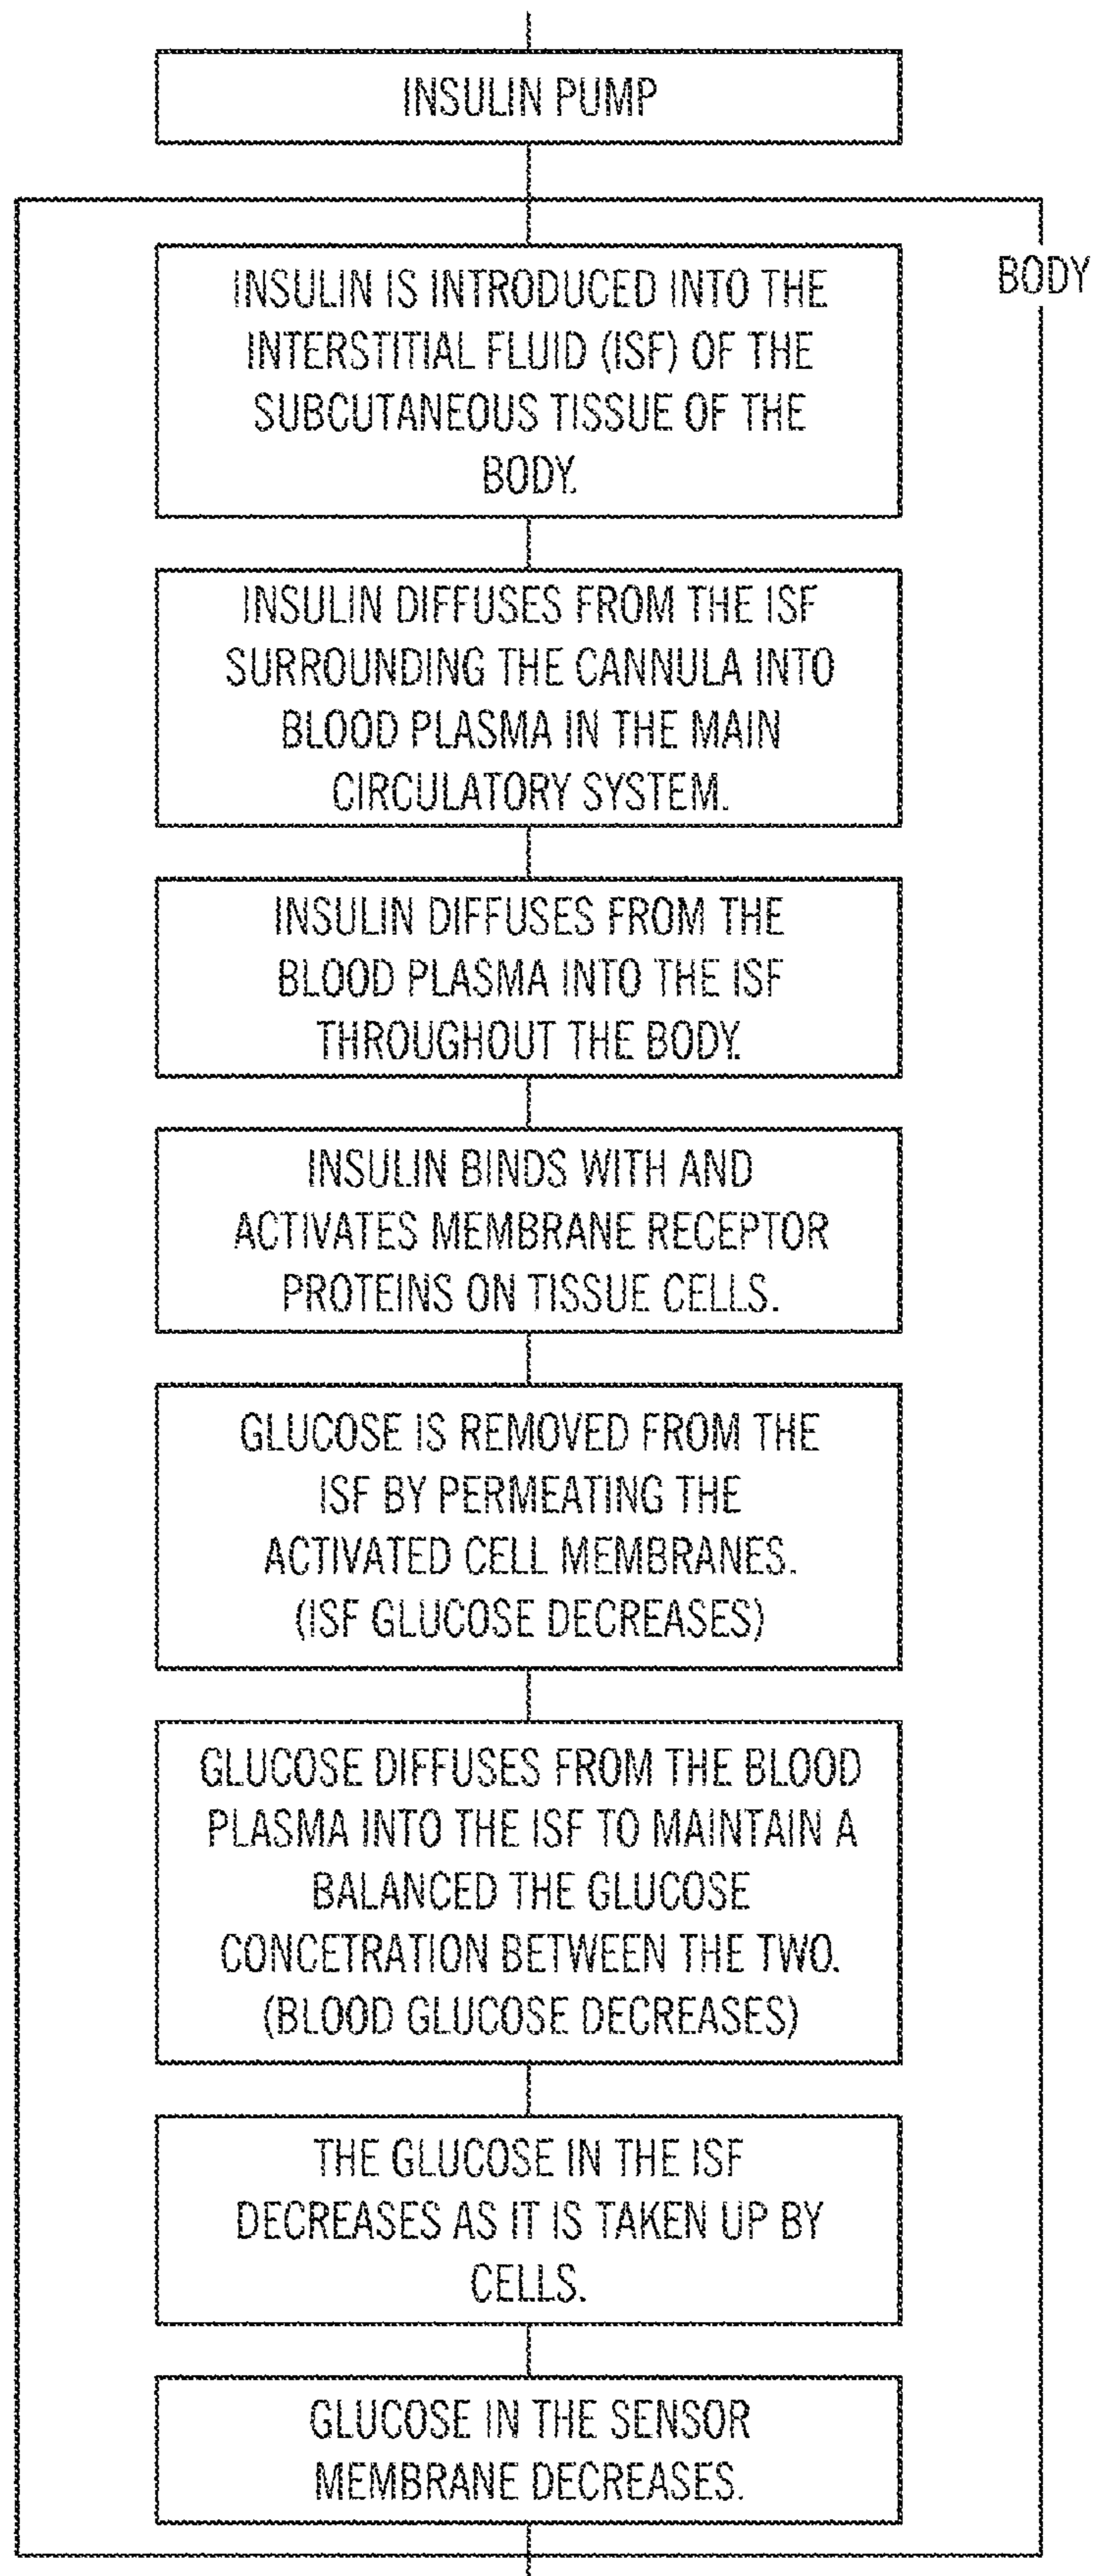 INSULIN PUMP
BODY
INSULIN IS INTRODUCED INTO THE
INTERSTITIAL FLUID (ISF) OF THE
SUBCUTANEOUS TISSUE OF THE
BODY.
INSULIN DIFFUSES FROM THE ISF
SURROUNDING THE CANNULA INTO
BLOOD PLASMA IN THE MAIN
CIRCULATORY SYSTEM.
INSULIN DIFFUSES FROM THE
BLOOD PLASMA INTO THE ISF
THROUGHOUT THE BODY.
INSULIN BINDS WITH AND
ACTIVATES MEMBRANE RECEPTOR
PROTEINS ON TISSUE CELLS.
GLUCOSE IS REMOVED FROM THE
ISF BY PERMEATING THE
ACTIVATED CELL MEMBRANES.
(ISF GLUCOSE DECREASES)
GLUCOSE DIFFUSES FROM THE BLOOD
PLASMA INTO THE ISF TO MAINTAIN A
BALANCED THE GLUCOSE
CONCETRATION BETWEEN THE TWO.
(BLOOD GLUCOSE DECREASES)
THE GLUCOSE IN THE ISF
DECREASES AS IT IS TAKEN UP BY
CELLS.
GLUCOSE IN THE SENSOR
MEMBRANE DECREASES.